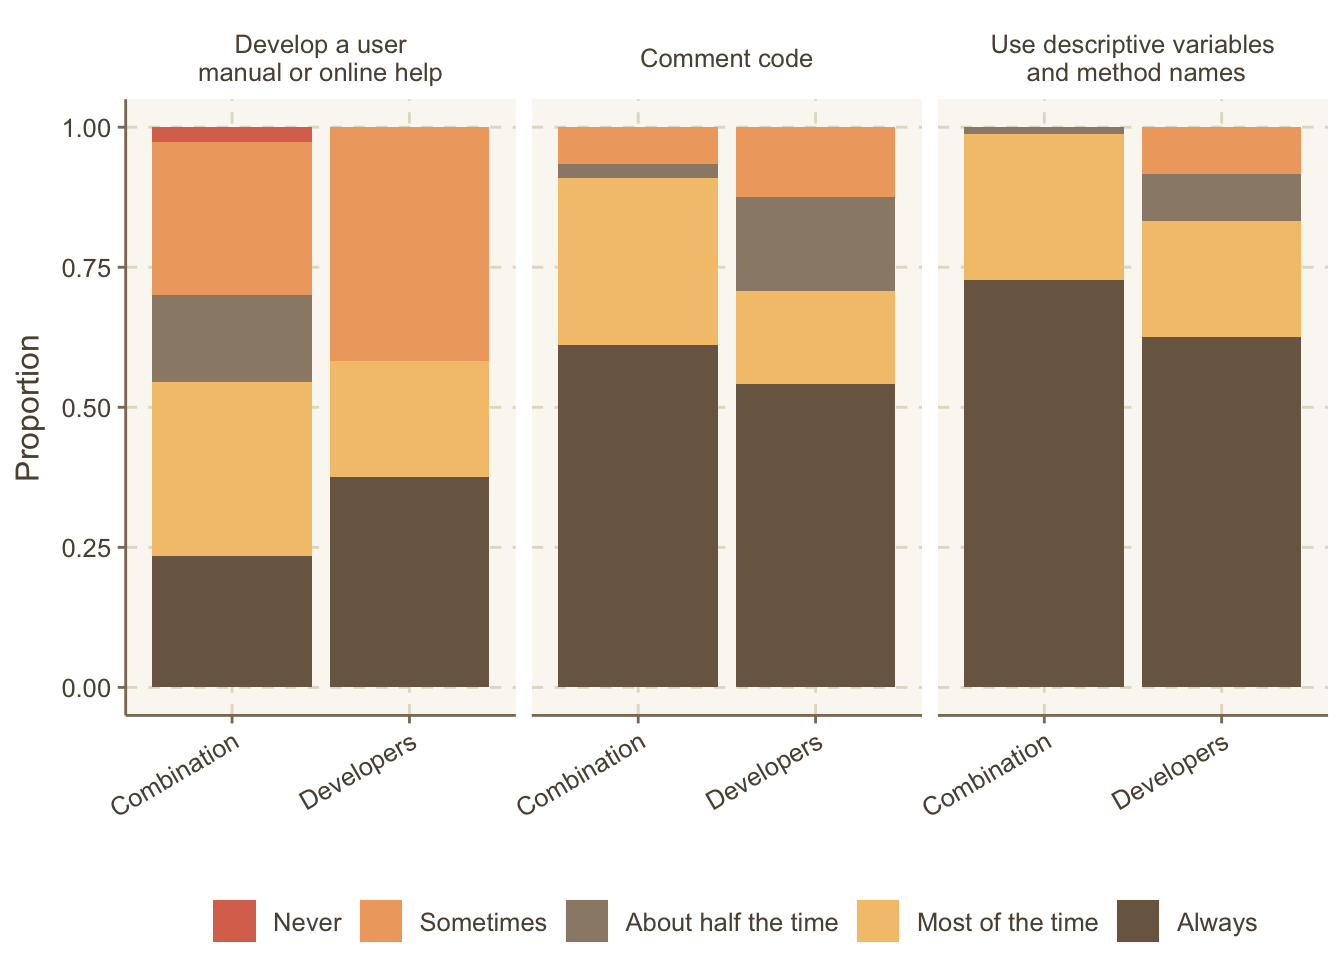 Develop a user
manual or online help
Comment code
Use descriptive variables
and method names
Proportion
1.00
0.75
0.50
0.25
0.00
Combination
Developers
Combination
Developers
Combination
Developers
Never
Sometimes
About half the time
Most of the time
Always